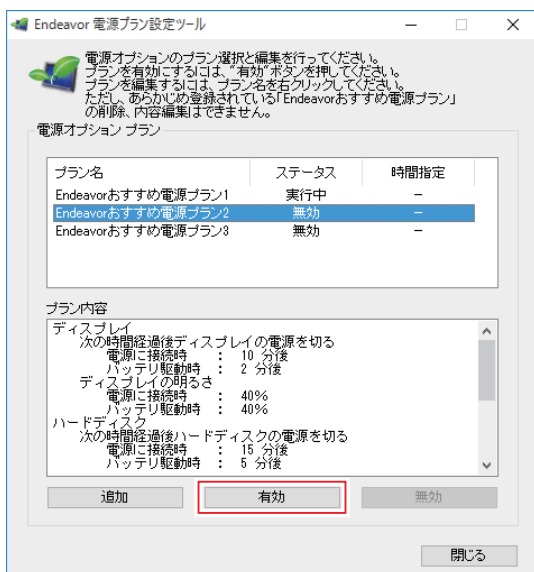 Endeavor 電源プラン設定ツール
電源オプションのプラン選択と編集を行ってください。
プランを有効にするには、"有効"ボタンを押してください。
プランを編集するには、プラン名を右クリックしてください。
ただし、あらかじめ登録されている「Endeavorおすすめ電源プラン」
の削除、内容編集はできません。
電源オプション プラン
プラン名 ステータス 時間指定
Endeavorおすすめ電源プラン1 実行中 －
Endeavorおすすめ電源プラン2 無効 －
Endeavorおすすめ電源プラン3 無効 －
プラン内容
ディスプレイ
次の時間経過後ディスプレイの電源を切る
電源に接続時 : 10 分後
バッテリ駆動時 : 2 分後
ディスプレイの明るさ
電源に接続時 : 40%
バッテリ駆動時 : 40%
ハードディスク
次の時間経過後ハードディスクの電源を切る
電源に接続時 : 15 分後
バッテリ駆動時 : 5 分後
追加 有効 無効
閉じる